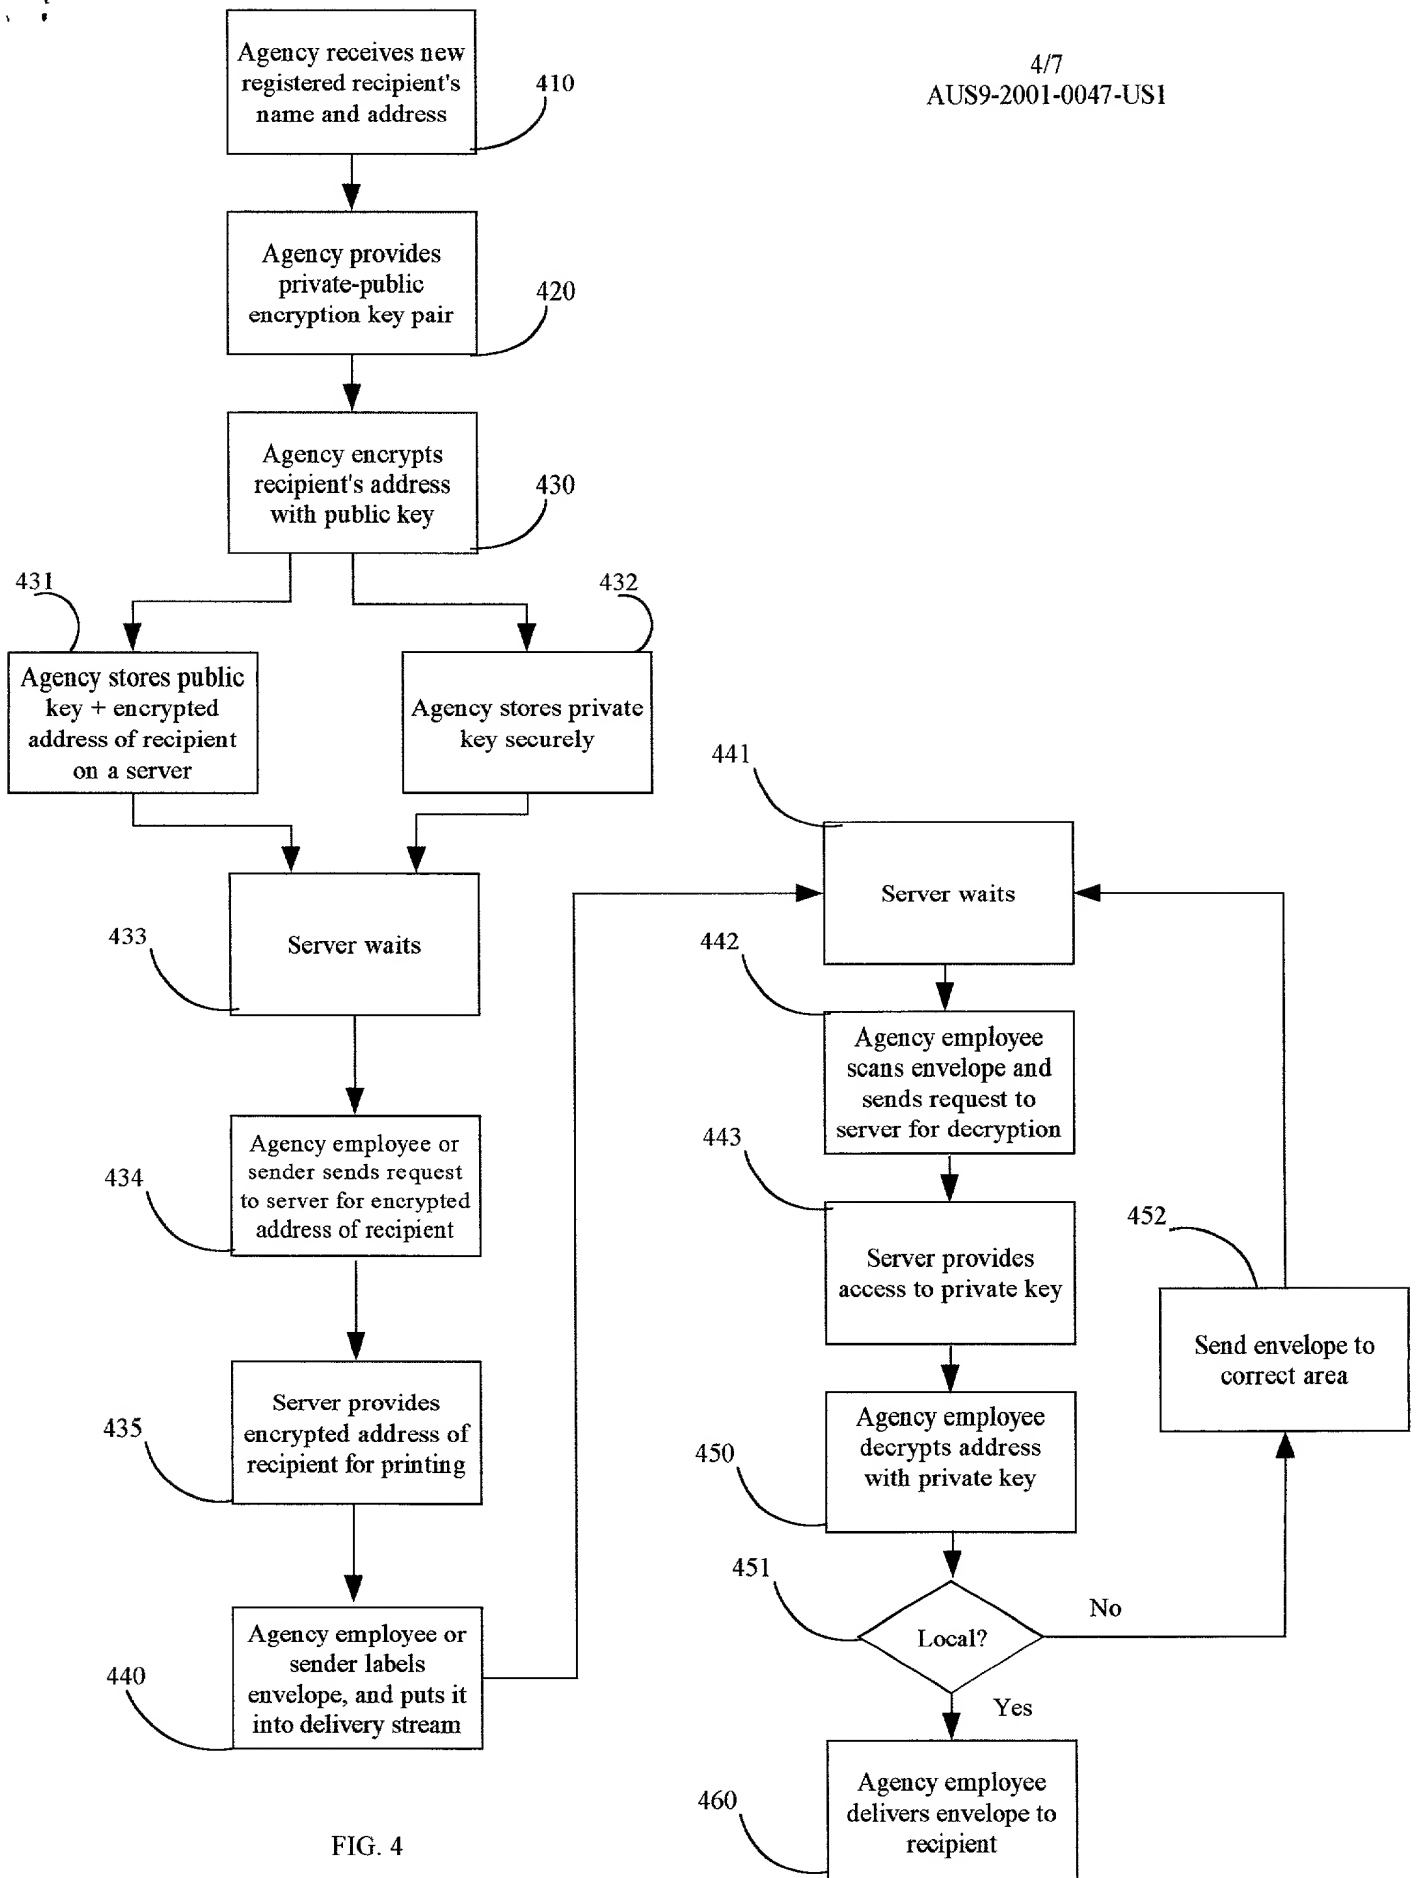 4/7
AUS9-2001-0047-US1
Agency receives new
registered recipient's
name and address
410
Agency provides
private-public
encryption key pair
420
Agency encrypts
recipient's address
with public key
430
431
432
Agency stores public
key + encrypted
address of recipient
on a server
Agency stores private
key securely
433
Server waits
434
Agency employee or
sender sends request
to server for encrypted
address of recipient
435
Server provides
encrypted address of
recipient for printing
440
Agency employee or
sender labels
envelope, and puts it
into delivery stream
441
Server waits
442
Agency employee
scans envelope and
sends request to
server for decryption
443
Server provides
access to private key
450
Agency employee
decrypts address
with private key
451
Local?
No
452
Send envelope to
correct area
Yes
460
Agency employee
delivers envelope to
recipient
FIG. 4